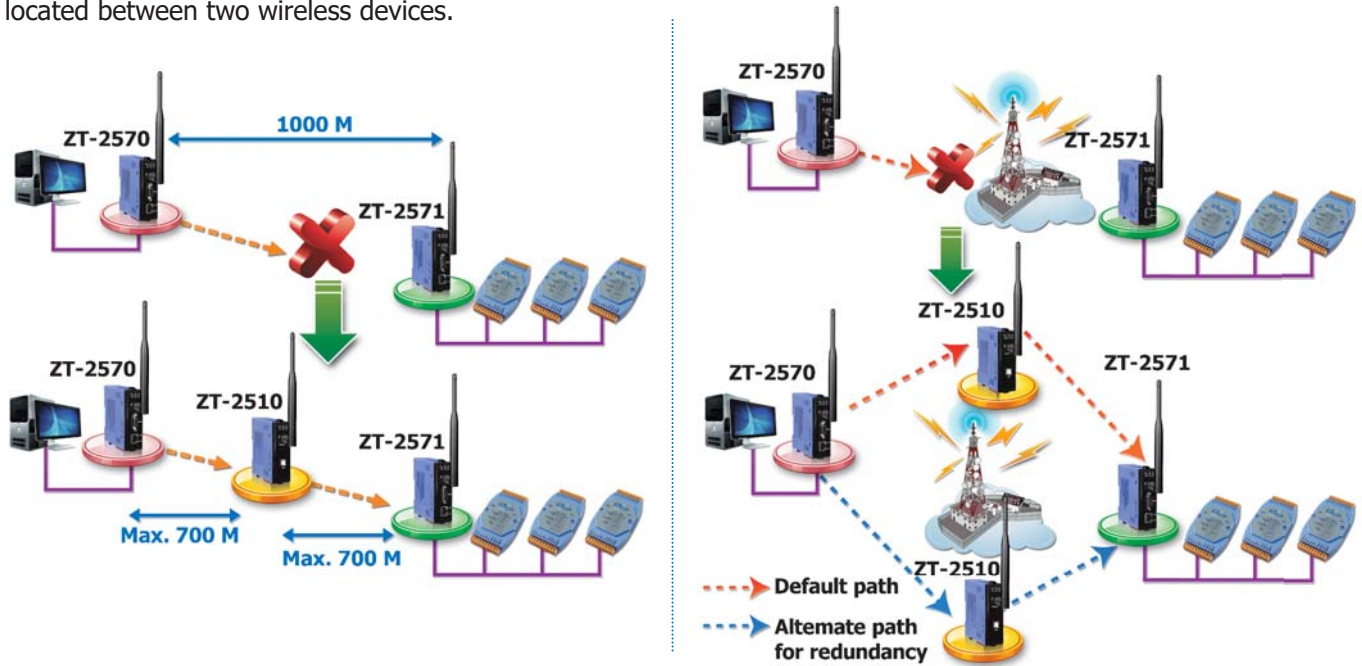 located between two wireless devices.
ZT-2570
1000 M
ZT-2571
ZT-2570
ZT-2510
ZT-2571
Max. 700 M
Max. 700 M
ZT-2570
ZT-2571
ZT-2510
ZT-2570
ZT-2571
ZT-2510
Default path
Altemate path
for redundancy